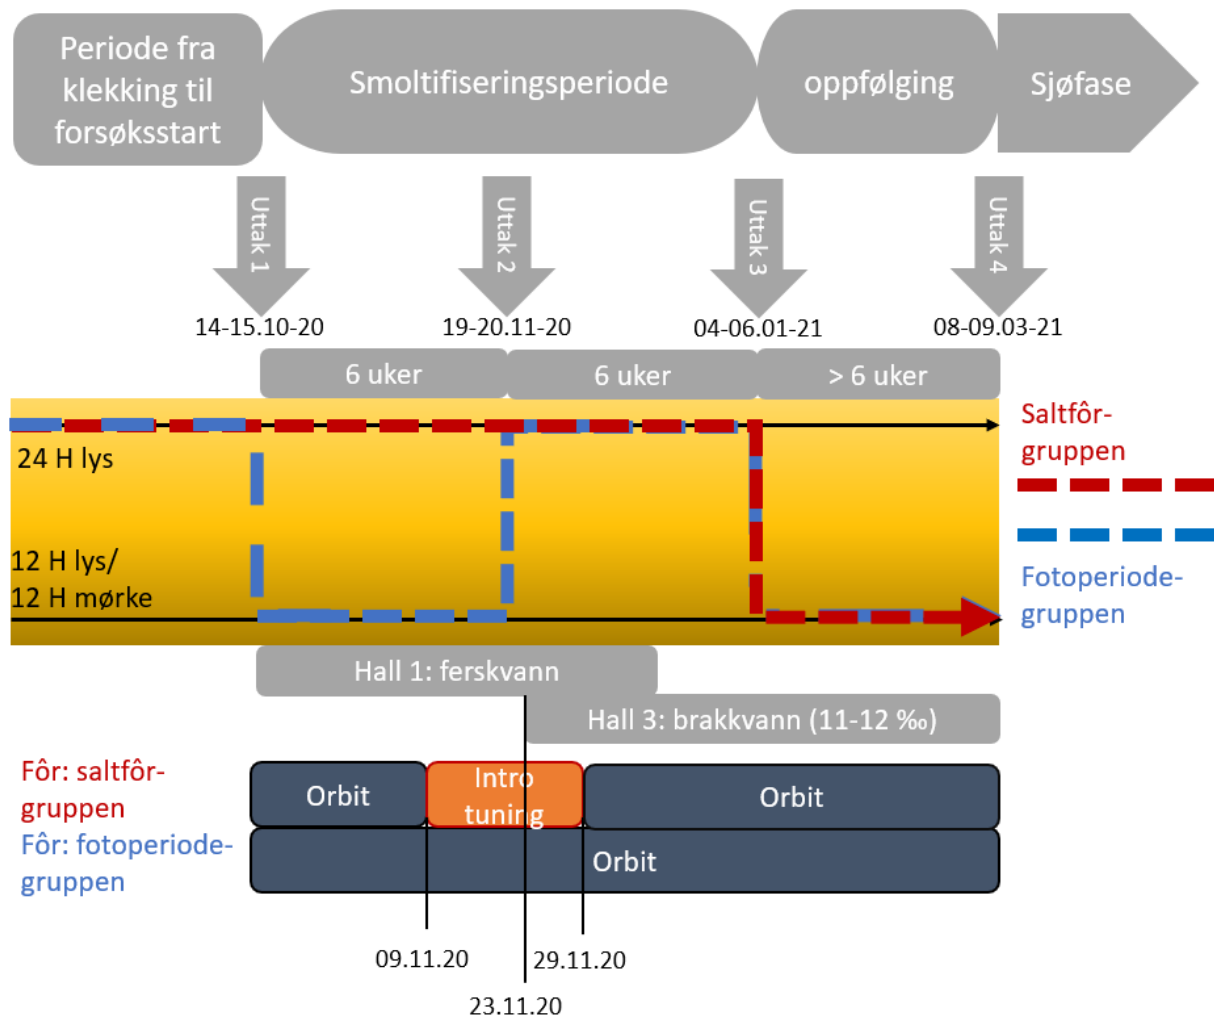 Periode fra
klekking til
forsøksstart
Smoltifiseringsperiode
oppfølging
Sjøfase
Uttak 1
Uttak 2
Uttak 3
Uttak 4
14-15.10-20
19-20.11-20
04-06.01-21
08-09.03-21
6 uker
6 uker
> 6 uker
24 H lys
12 H lys/
12 H mørke
Saltfôr-
gruppen
Fotoperiode-
gruppen
Hall 1: ferskvann
Hall 3: brakkvann (11-12 ‰)
Fôr: saltfôr-
gruppen
Orbit
Intro
tuning
Orbit
Fôr: fotoperiode-
gruppen
Orbit
09.11.20
29.11.20
23.11.20